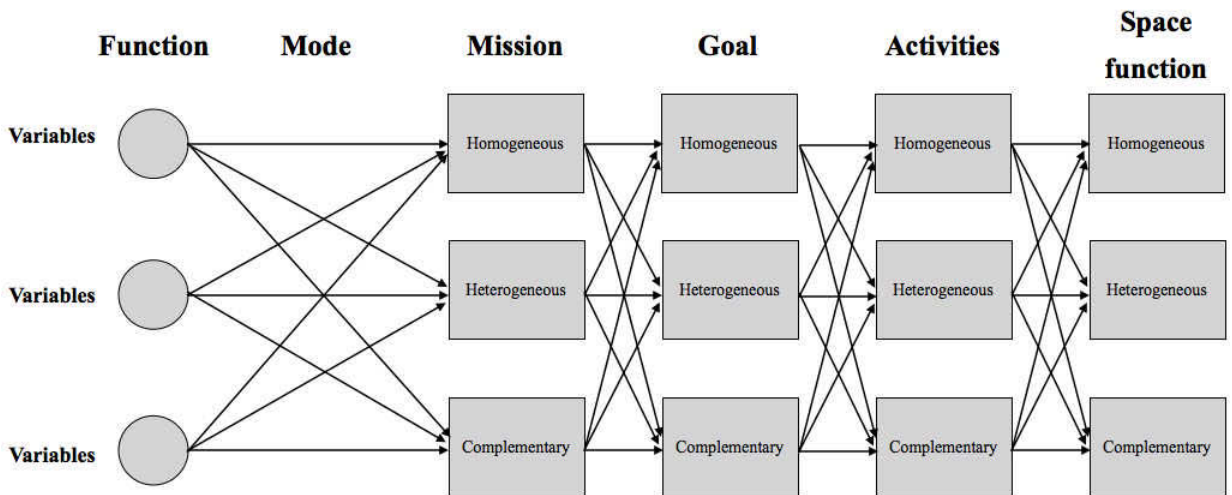 Function Mode Mission Goal Activities Space
function
Variables Homogeneous Homogeneous Homogeneous Homogeneous
Variables Heterogeneous Heterogeneous Heterogeneous Heterogeneous
Variables Complementary Complementary Complementary Complementary